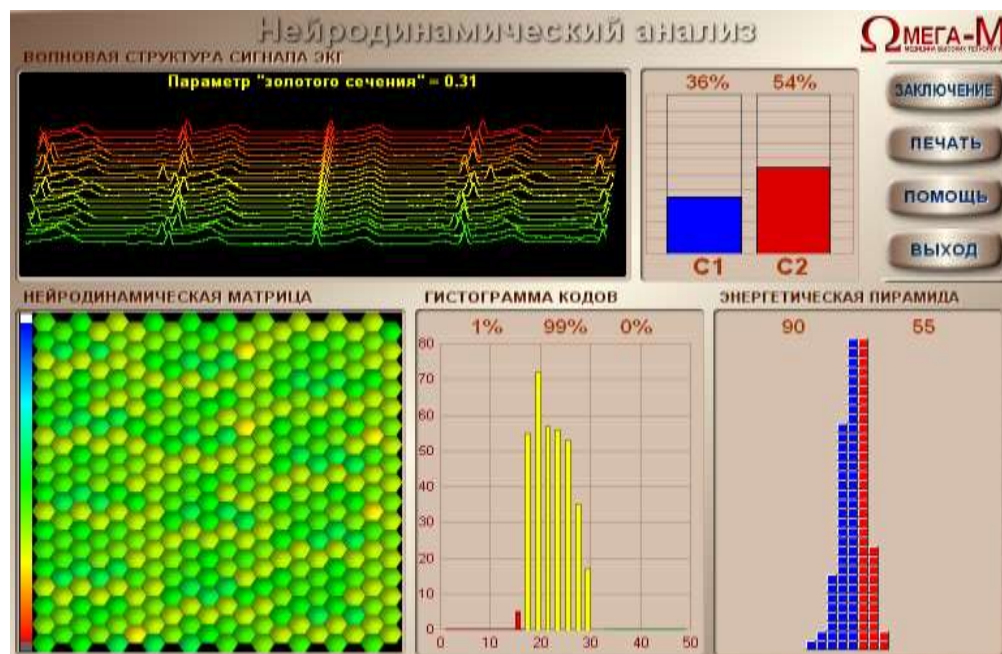 Нейродинамический анализ
ΩМЕГА-М
ВОЛНОВАЯ СТРУКТУРА СИГНАЛА ЭКГ
Параметр "золотого сечения" = 0.31
36% 54%
C1 C2
ЗАКЛЮЧЕНИЕ
ПЕЧАТЬ
ПОМОЩЬ
ВЫХОД
НЕЙРОДИНАМИЧЕСКАЯ МАТРИЦА
ГИСТОГРАММА КОДОВ
1% 99% 0%
80
70
60
50
40
30
20
10
0
0 10 20 30 40 50
ЭНЕРГЕТИЧЕСКАЯ ПИРАМИДА
90 55